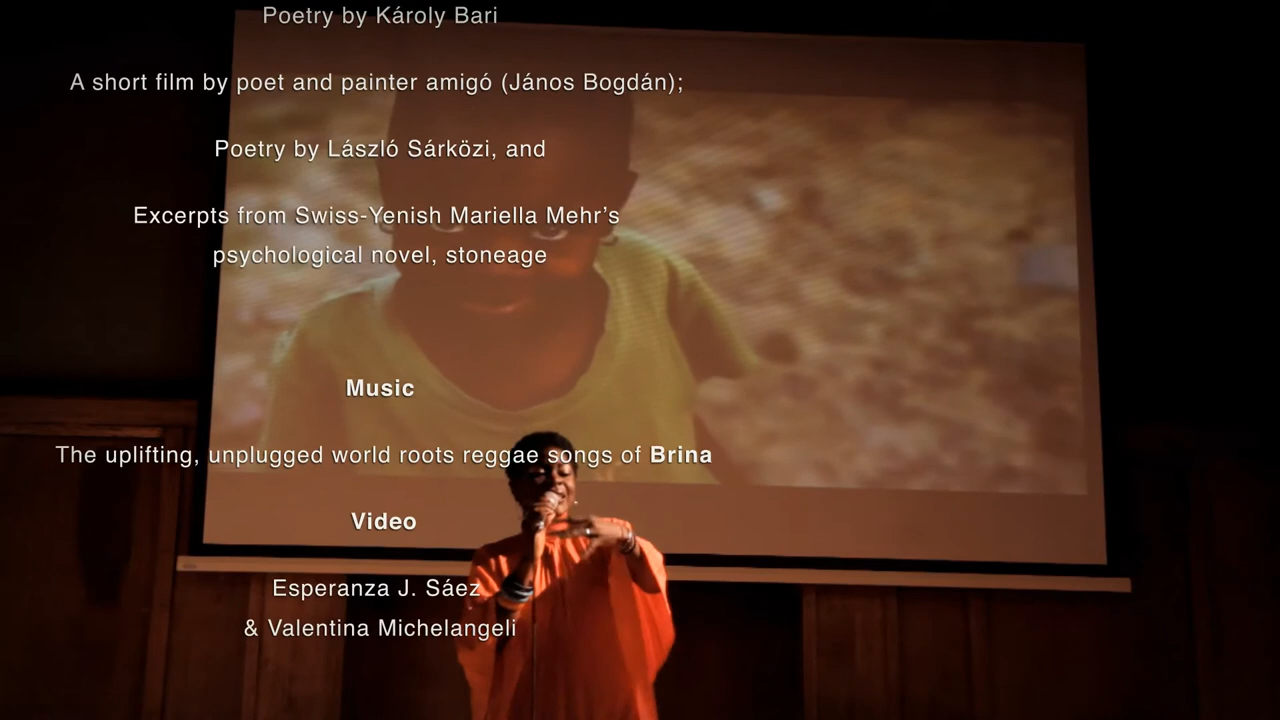 Poetry by Károly Bari
A short film by poet and painter amigó (János Bogdán);
Poetry by László Sárközi, and
Excerpts from Swiss-Yenish Mariella Mehr’s
psychological novel, stoneage
Music
The uplifting, unplugged world roots reggae songs of Brina
Video
Esperanza J. Sáez
& Valentina Michelangeli